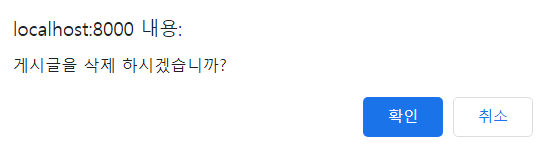 localhost:8000 내용:
게시글을 삭제 하시겠습니까?
확인
취소